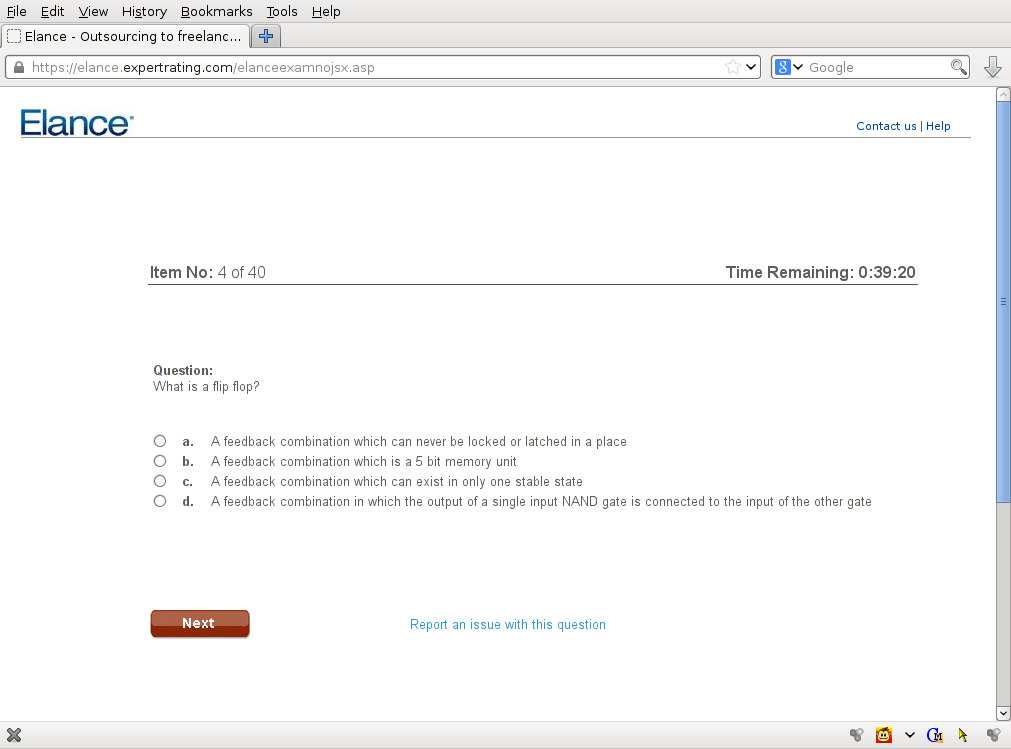 File Edit View History Bookmarks Tools Help
Elance - Outsourcing to freelanc...
https://elance.expertrating.com/elanceexamnojsx.asp
8 Google
Elance
Contact us | Help
Item No: 4 of 40
Time Remaining: 0:39:20
Question:
What is a flip flop?
a. A feedback combination which can never be locked or latched in a place
b. A feedback combination which is a 5 bit memory unit
c. A feedback combination which can exist in only one stable state
d. A feedback combination in which the output of a single input NAND gate is connected to the input of the other gate
Next
Report an issue with this question